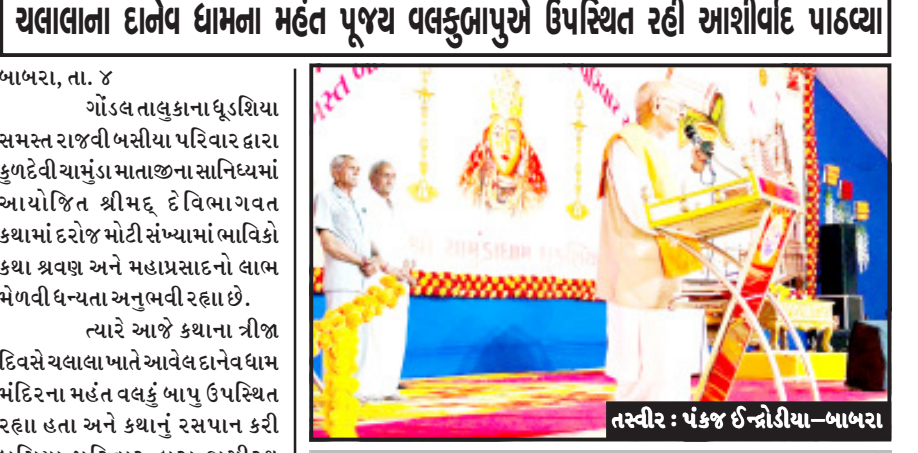 ચલાલાના દાનેવ ધામના મહંત પૂજ્ય વલકુબાપુએ ઉપસ્થિત રહી આશીર્વાદ પાઠવ્યા
બાબરા, તા. ૪
ગોંડલ તાલુકાના ધૂડશિયા
સમસ્ત રાજવી બસીયા પરિવાર દ્વારા
કુળદેવી ચામુંડા માતાજીના સાનિધ્યમાં
આયોજિત શ્રીમદ્ દેવિભાગવત
કથામાં દરોજ મોટી સંખ્યામાં ભાવિકો
કથા શ્રવણ અને મહાપ્રસાદનો લાભ
મેળવી ધન્યતા અનુભવી રહ્યા છે.
ત્યારે આજે કથાના ત્રીજા
દિવસે ચલાલા ખાતે આવેલ દાનેવ ધામ
મંદિરના મહંત વલકું બાપુ ઉપસ્થિત
રહ્યા હતા અને કથાનું રસપાન કરી
પરિવાર
શ્રી ચામુંડાધામ
તસ્વીર : પંકજ ઈન્દ્રોડીયા–બાબરા